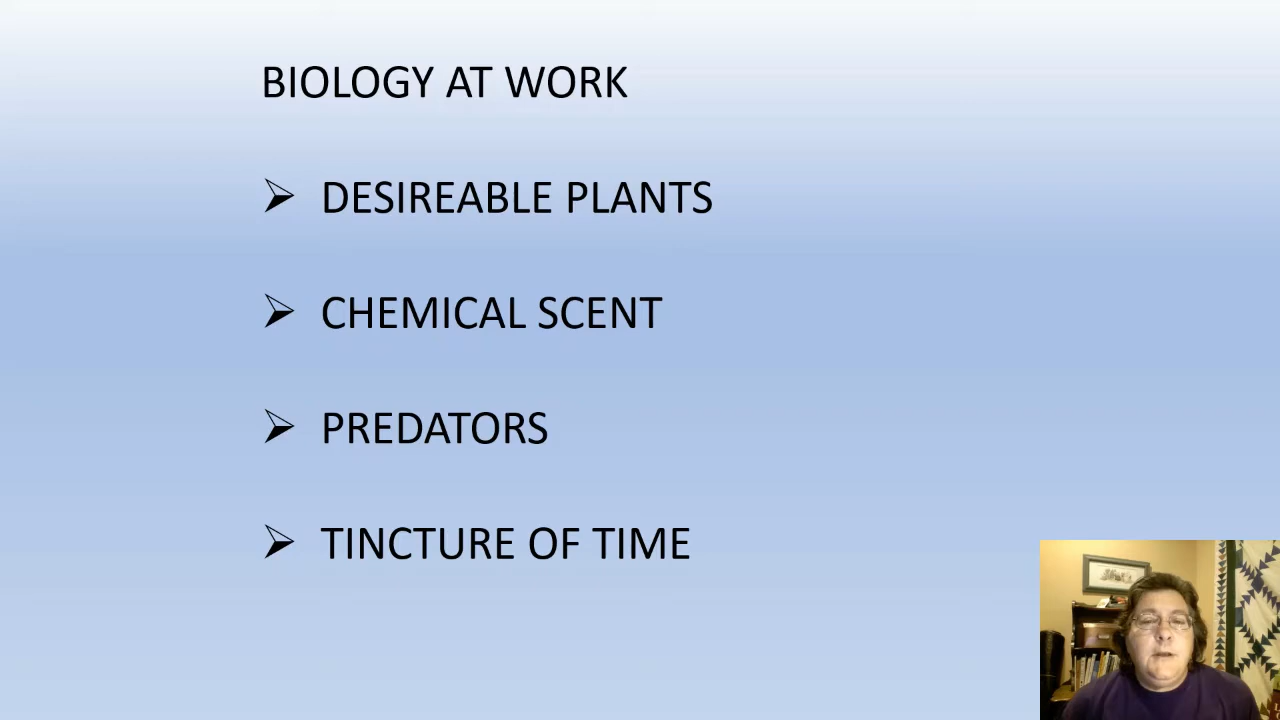 BIOLOGY AT WORK
➢ DESIREABLE PLANTS
➢ CHEMICAL SCENT
➢ PREDATORS
➢ TINCTURE OF TIME